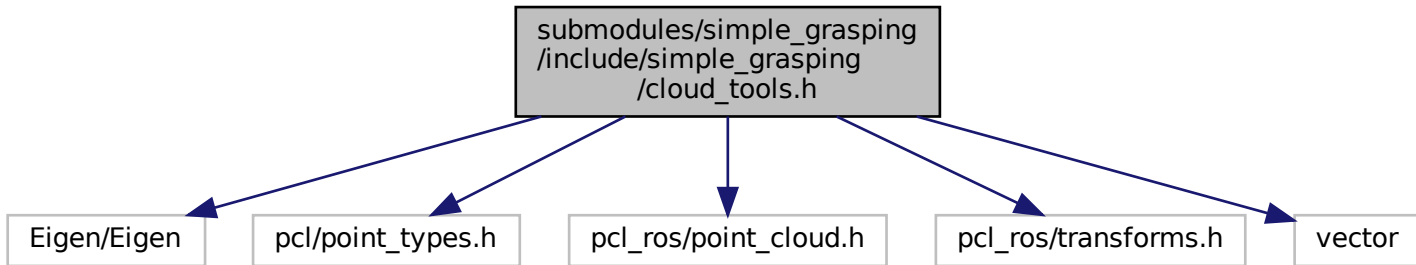 submodules/simple_grasping
/include/simple_grasping
/cloud_tools.h
Eigen/Eigen
pcl/point_types.h
pcl_ros/point_cloud.h
pcl_ros/transforms.h
vector